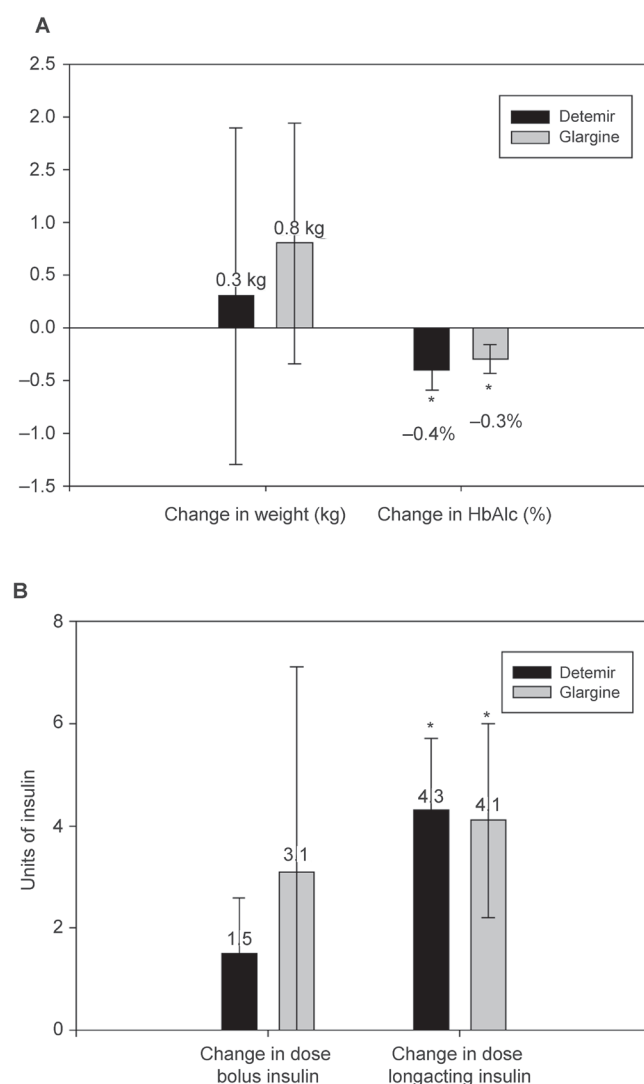 A
2.5
2.0
2.5
1.0
0.5
0.0
–0.5
–1.0
–1.5
Detemir
Glargine
0.3 kg
0.8 kg
*
*
–0.4%
–0.3%
Change in weight (kg)
Change in HbAlc (%)
B
8
6
4
2
0
Units of insulin
Detemir
Glargine
1.5
3.1
*
*
4.3
4.1
Change in dose
bolus insulin
Change in dose
longacting insulin